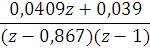 0,0409z + 0,039
(z − 0,867)(z − 1)